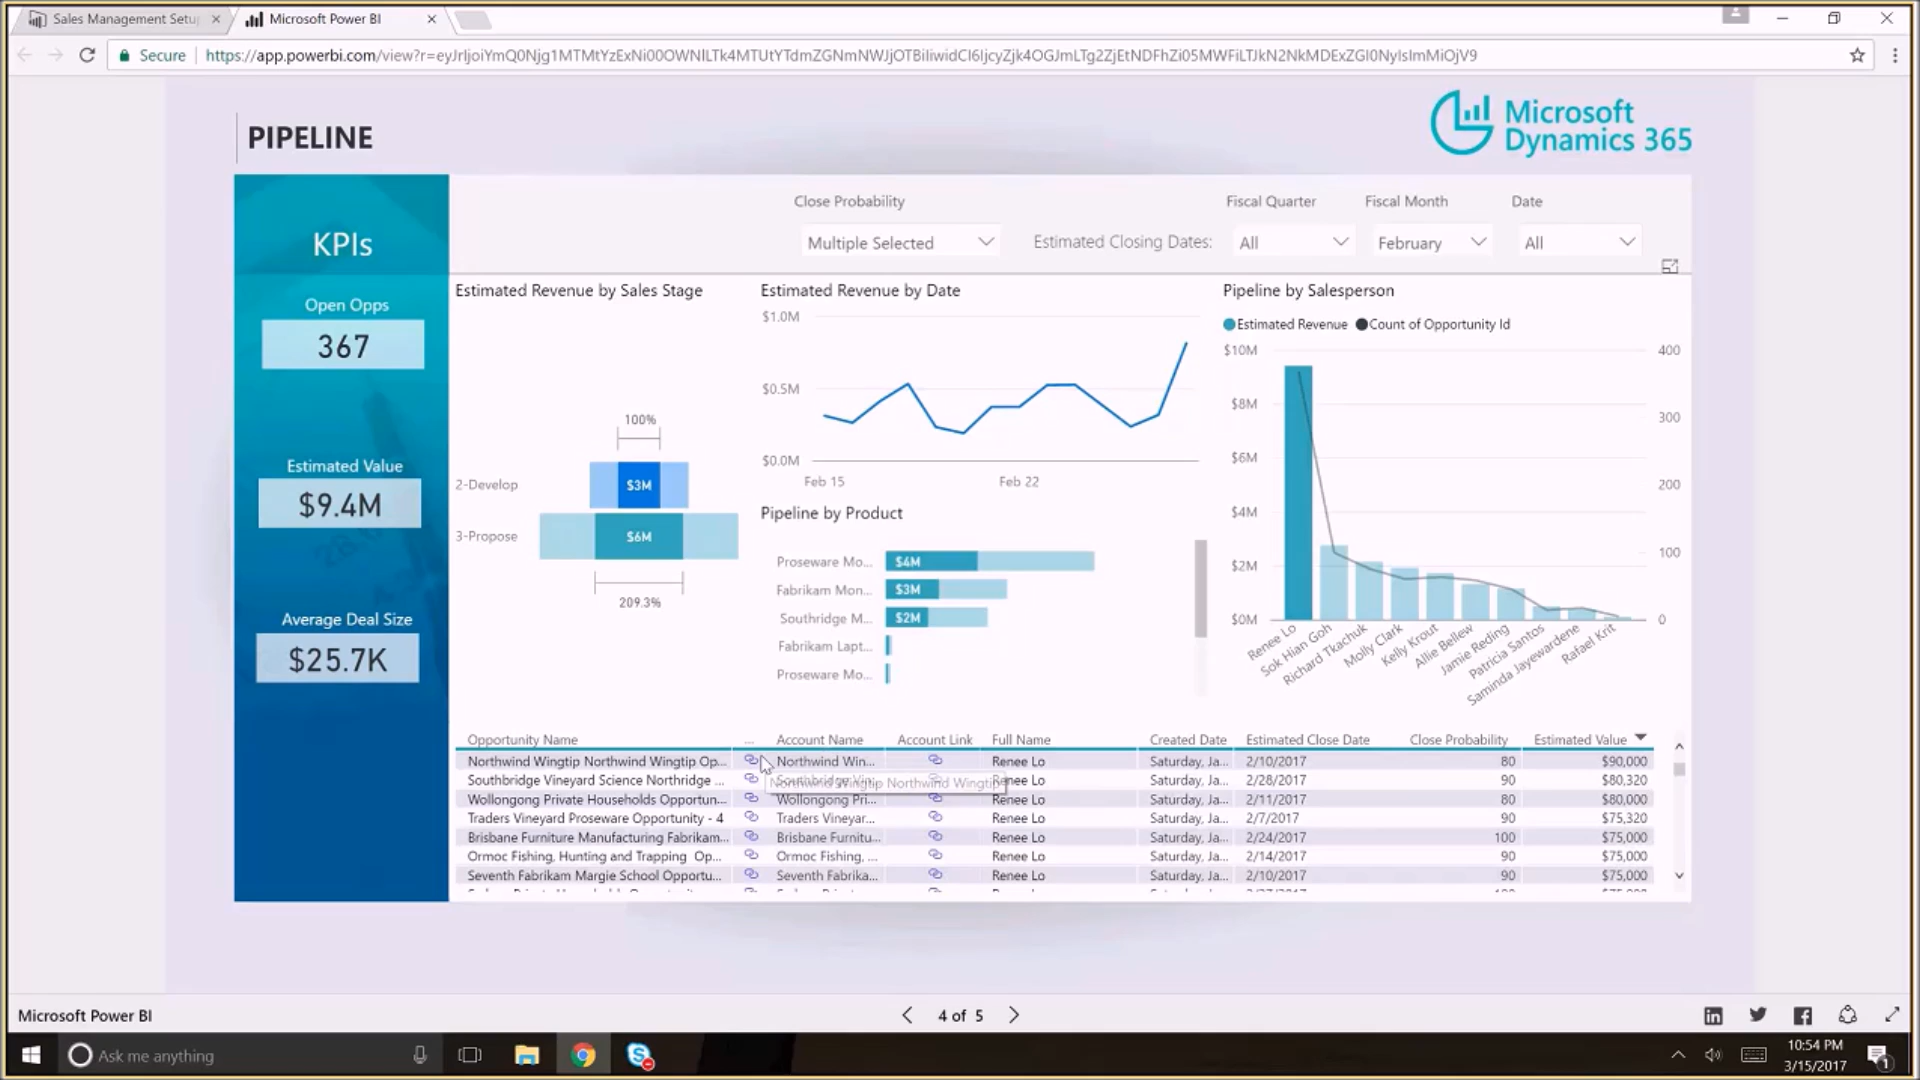 Sales Management Setu
Microsoft Power BI
Secure
PIPELINE
Microsoft
Dynamics 365
KPIs
Open Opps
367
Estimated Value
$9.4M
Average Deal Size
$25.7K
Close Probability
Multiple Selected
Estimated Closing Dates:
Fiscal Quarter
All
Fiscal Month
February
Date
All
Estimated Revenue by Sales Stage
100%
2-Develop
$3M
3-Propose
$6M
209.3%
Estimated Revenue by Date
$1.0M
$0.5M
$0.0M
Feb 15
Feb 22
Pipeline by Product
Proseware Mo... $4M
Fabrikam Mon... $3M
Southridge M... $2M
Fabrikam Lapt...
Proseware Mo...
Pipeline by Salesperson
Estimated Revenue Count of Opportunity Id
$10M
$8M
$6M
$4M
$2M
$0M
400
300
200
100
0
Renee Lo
Sok Hian Goh
Richard Tkachuk
Molly Clark
Kelly Krout
Allie Bellew
Jamie Reding
Patricia Santos
Saminda Jayewardene
Rafael Krit
Opportunity Name ... Account Name Account Link Full Name Created Date Estimated Close Date Close Probability Estimated Value
Northwind Wingtip Northwind Wingtip Op... Northwind Win... Renee Lo Saturday, Ja... 2/10/2017 80 $90,000
Southbridge Vineyard Science Northridge ... Renee Lo Saturday, Ja... 2/28/2017 90 $80,320
Northwind Wingtip Northwind Wingtip
Wollongong Private Households Opportun... Wollongong Pri... Renee Lo Saturday, Ja... 2/11/2017 80 $80,000
Traders Vineyard Proseware Opportunity - 4 Traders Vineyar... Renee Lo Saturday, Ja... 2/7/2017 90 $75,320
Brisbane Furniture Manufacturing Fabrikam... Brisbane Furnitu... Renee Lo Saturday, Ja... 2/24/2017 100 $75,000
Ormoc Fishing, Hunting and Trapping Op... Ormoc Fishing, ... Renee Lo Saturday, Ja... 2/14/2017 90 $75,000
Seventh Fabrikam Margie School Opportu... Seventh Fabrika... Renee Lo Saturday, Ja... 2/10/2017 90 $75,000
Microsoft Power BI
4 of 5
Ask me anything
10:54 PM
3/15/2017
1